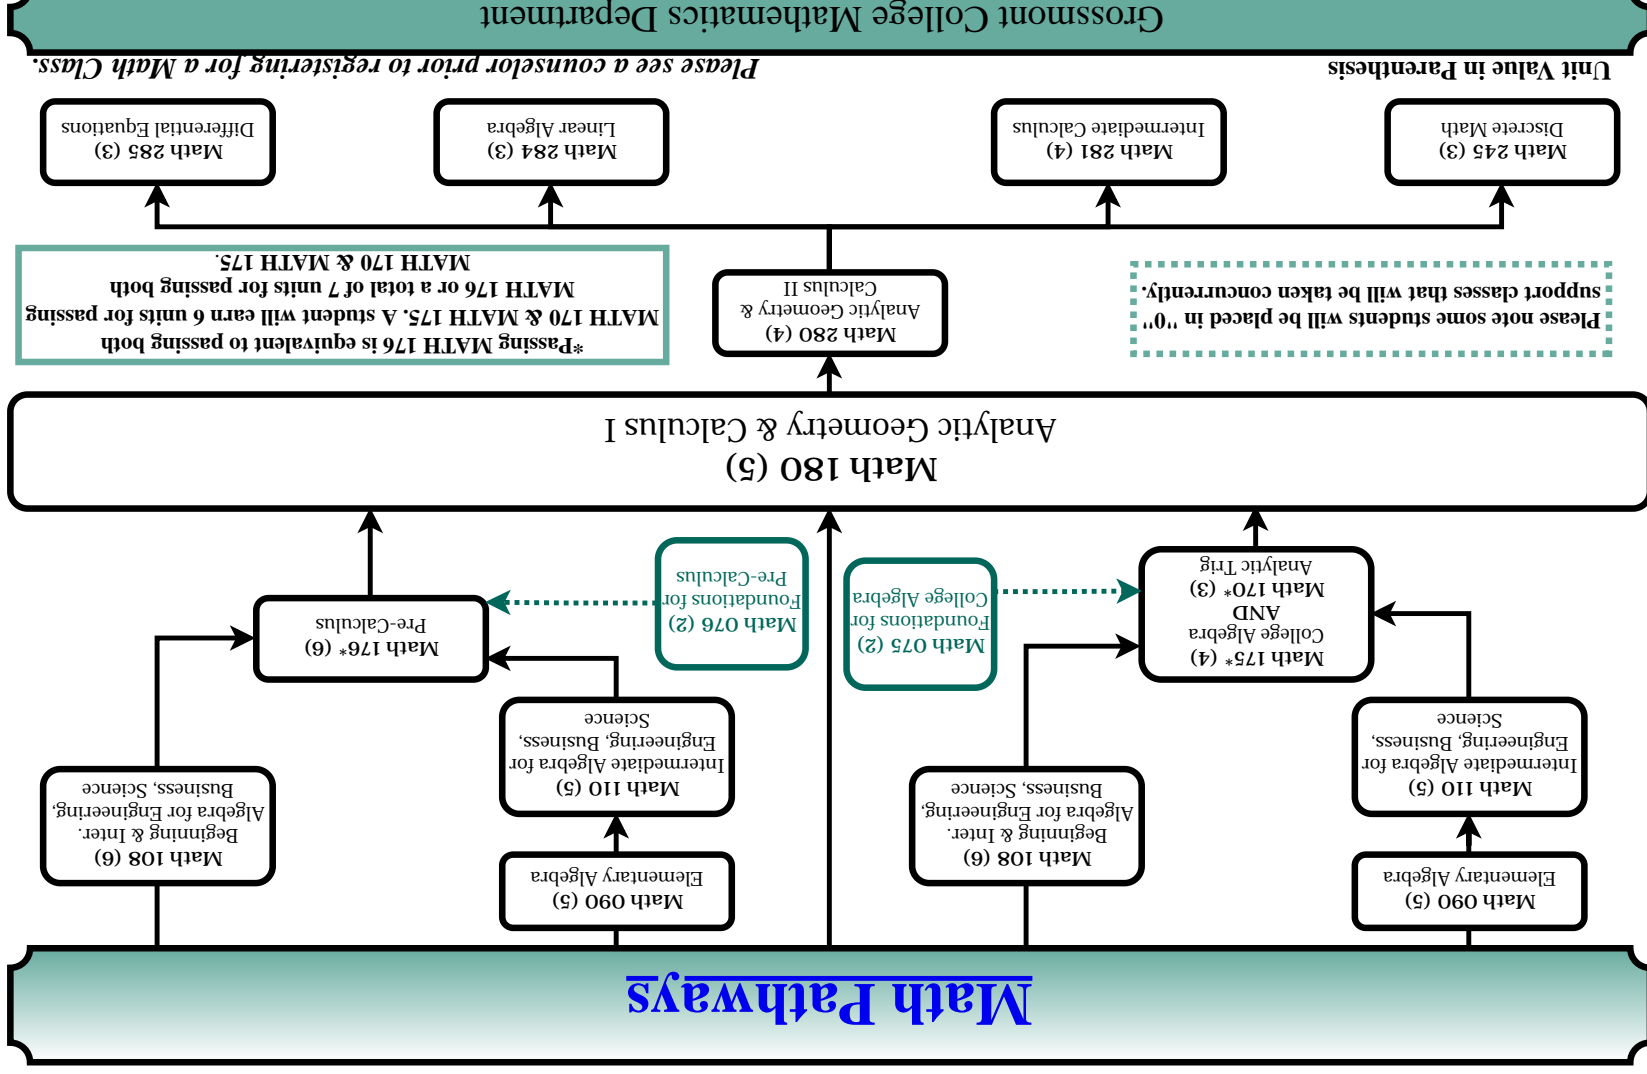 Math Pathways
Math 090 (5)
Elementary Algebra
Math 108 (6)
Beginning & Inter.
Algebra for Engineering,
Business, Science
Math 090 (5)
Elementary Algebra
Math 108 (6)
Beginning & Inter.
Algebra for Engineering,
Business, Science
Math 110 (5)
Intermediate Algebra for
Engineering, Business,
Science
Math 110 (5)
Intermediate Algebra for
Engineering, Business,
Science
Math 175* (4)
College Algebra
AND
Math 170* (3)
Analytic Trig
Math 075 (2)
Foundations for
College Algebra
Math 076 (2)
Foundations for
Pre-Calculus
Math 176* (6)
Pre-Calculus
Math 180 (5)
Analytic Geometry & Calculus I
Please note some students will be placed in "0"
support classes that will be taken concurrently.
Math 280 (4)
Analytic Geometry &
Calculus II
*Passing MATH 176 is equivalent to passing both
MATH 170 & MATH 175. A student will earn 6 units for passing
MATH 176 or a total of 7 units for passing both
MATH 170 & MATH 175.
Math 245 (3)
Discrete Math
Math 281 (4)
Intermediate Calculus
Math 284 (3)
Linear Algebra
Math 285 (3)
Differential Equations
Unit Value in Parenthesis
Please see a counselor prior to registering for a Math Class.
Grossmont College Mathematics Department